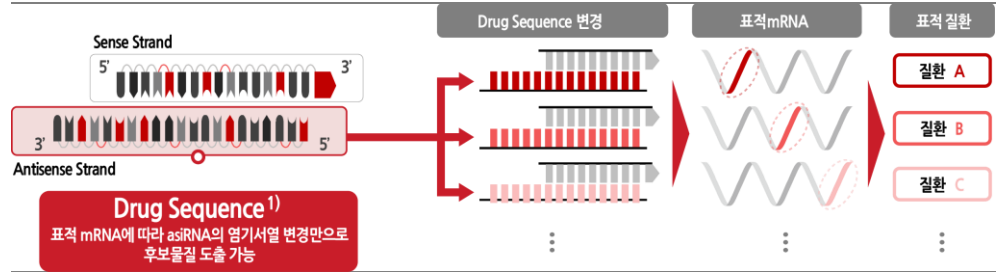 Drug Sequence 변경
표적mRNA
표적 질환
Sense Strand
5’ 3’
3’ 5’
Antisense Strand
Drug Sequence1)
표적 mRNA에 따라 asiRNA의 염기서열 변경만으로
후보물질 도출 가능
질환 A
질환 B
질환 C